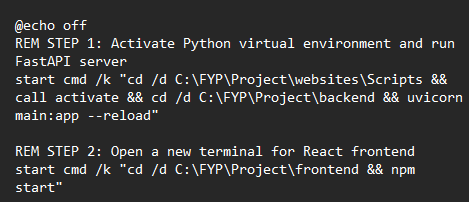 @echo off
REM STEP 1: Activate Python virtual environment and run
FastAPI server
start cmd /k "cd /d C:\FYP\Project\websites\Scripts &&
call activate && cd /d C:\FYP\Project\backend && uvicorn
main:app --reload"

REM STEP 2: Open a new terminal for React frontend
start cmd /k "cd /d C:\FYP\Project\frontend && npm
start"